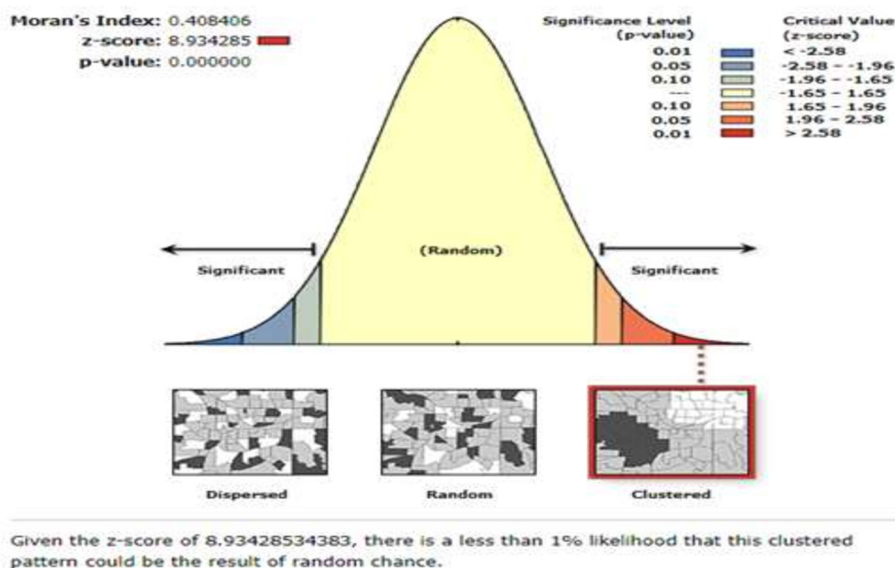 Moran's Index: 0.408406
z-score: 8.934285
p-value: 0.000000
Significance Level
(p-value)
0.01
0.05
0.10
---
0.10
0.05
0.01
Critical Value
(z-score)
< -2.58
-2.58 – -1.96
-1.96 – -1.65
-1.65 – 1.65
1.65 – 1.96
1.96 – 2.58
> 2.58
(Random)
Significant
Significant
Dispersed
Random
Clustered
Given the z-score of 8.93428534383, there is a less than 1% likelihood that this clustered
pattern could be the result of random chance.